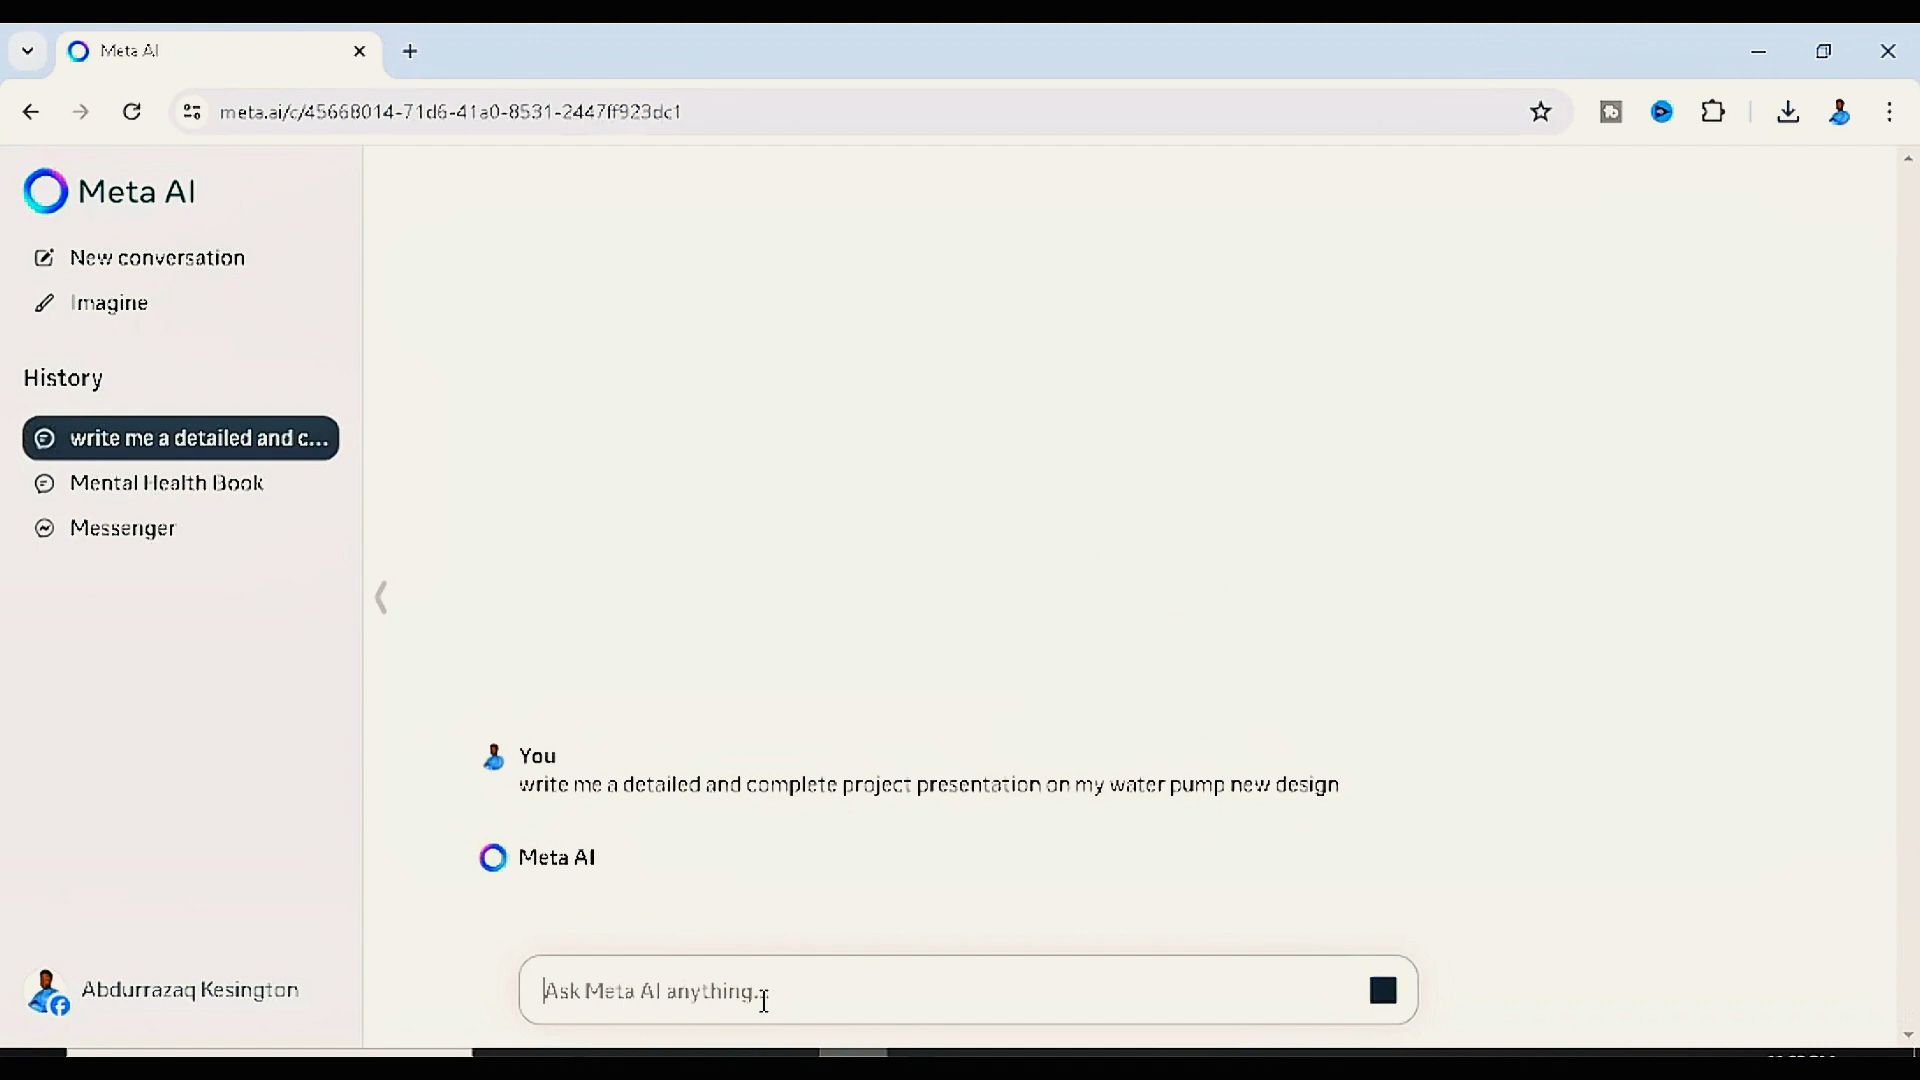 Meta AI
meta.ai/c/45668014-71d6-41a0-8531-2447ff923dc1
Meta AI
New conversation
Imagine
History
write me a detailed and c...
Mental Health Book
Messenger
You
write me a detailed and complete project presentation on my water pump new design
Meta AI
Ask Meta AI anything...
Abdurrazaq Kesington